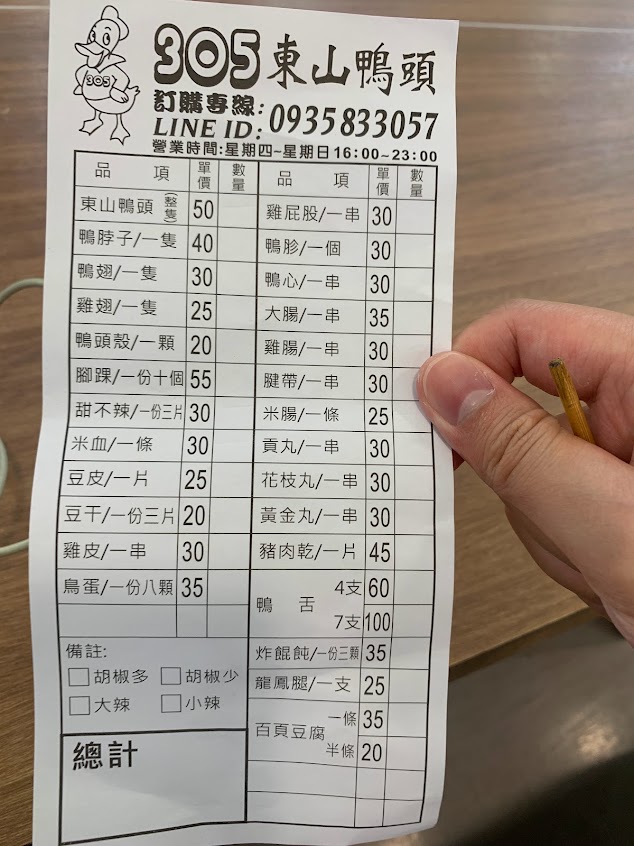 305
305 東山鴨頭
訂購專線:
LINE ID: 0935833057
營業時間:星期四~星期日16:00~23:00
品 項 單價 數量
東山鴨頭(整隻) 50
鴨脖子/一隻 40
鴨翅/一隻 30
雞翅/一隻 25
鴨頭殼/一顆 20
腳踝/一份十個 55
甜不辣/一份三片 30
米血/一條 30
豆皮/一片 25
豆干/一份三片 20
雞皮/一串 30
鳥蛋/一份八顆 35
備註:
胡椒多 胡椒少
大辣 小辣
總計
品 項 單價 數量
雞屁股/一串 30
鴨胗/一個 30
鴨心/一串 30
大腸/一串 35
雞腸/一串 30
腱帶/一串 30
米腸/一條 25
貢丸/一串 30
花枝丸/一串 30
黃金丸/一串 30
豬肉乾/一片 45
鴨舌 4支 60
7支 100
炸餛飩/一份三顆 35
龍鳳腿/一支 25
百頁豆腐 一條 35
半條 20